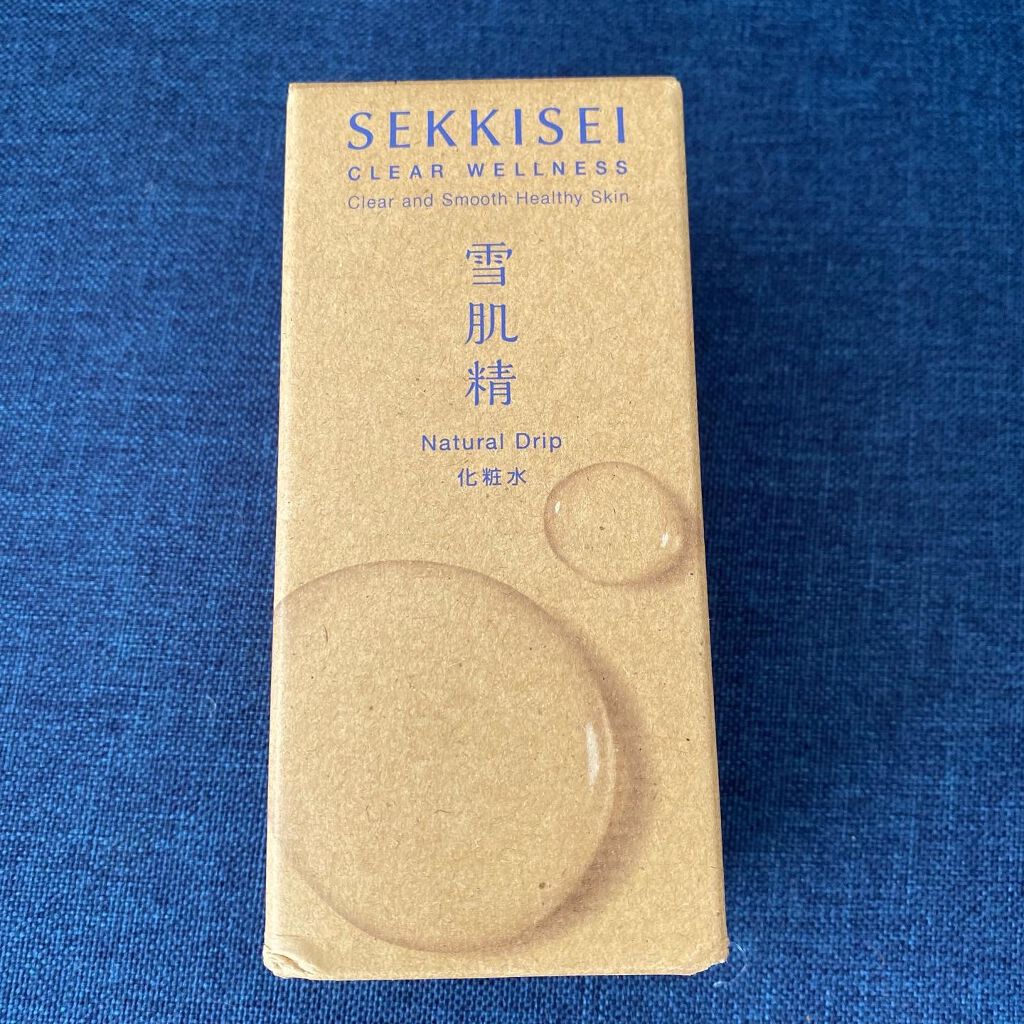 SEKKISEI
CLEAR WELLNESS
Clear and Smooth Healthy Skin
雪肌精
Natural Drip
化粧水